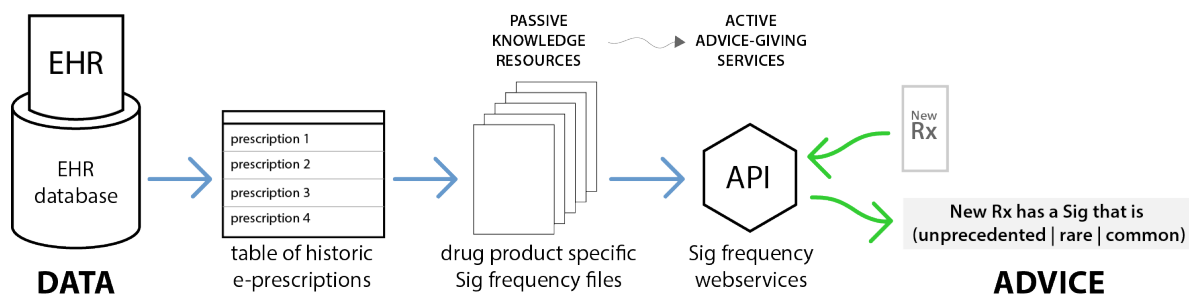 EHR
EHR
database
DATA
prescription 1
prescription 2
prescription 3
prescription 4
table of historic
e-prescriptions
PASSIVE
KNOWLEDGE
RESOURCES
drug product specific
Sig frequency files
ACTIVE
ADVICE-GIVING
SERVICES
API
Sig frequency
webservices
New
Rx
New Rx has a Sig that is
(unprecedented | rare | common)
ADVICE